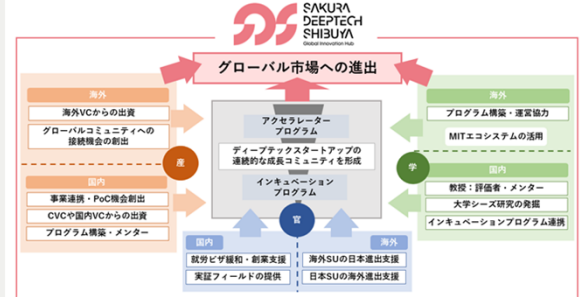 SAKURA
DEEPTECH
SHIBUYA
Global Innovation Hub
グローバル市場への進出
海外
海外VCからの出資
グローバルコミュニティへの
接続機会の創出
産
国内
事業連携・PoC機会創出
CVCや国内VCからの出資
プログラム構築・メンター
アクセラレーター
プログラム
ディープテックスタートアップの
連続的な成長コミュニティを形成
インキュベーション
プログラム
官
海外
プログラム構築・運営協力
MITエコシステムの活用
学
国内
教授：評価者・メンター
大学シーズ研究の発掘
インキュベーションプログラム連携
国内
就労ビザ緩和・創業支援
実証フィールドの提供
海外
海外SUの日本進出支援
日本SUの海外進出支援